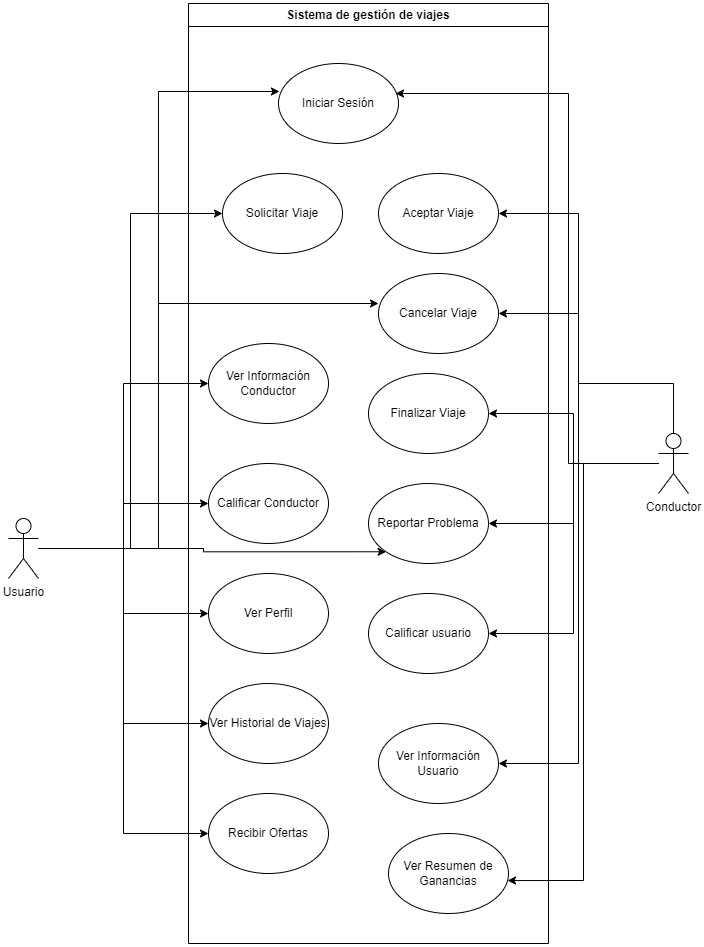 Sistema de gestión de viajes
Iniciar Sesión
Solicitar Viaje
Aceptar Viaje
Cancelar Viaje
Ver Información
Conductor
Finalizar Viaje
Calificar Conductor
Reportar Problema
Conductor
Usuario
Ver Perfil
Calificar usuario
Ver Historial de Viajes
Ver Información
Usuario
Recibir Ofertas
Ver Resumen de
Ganancias